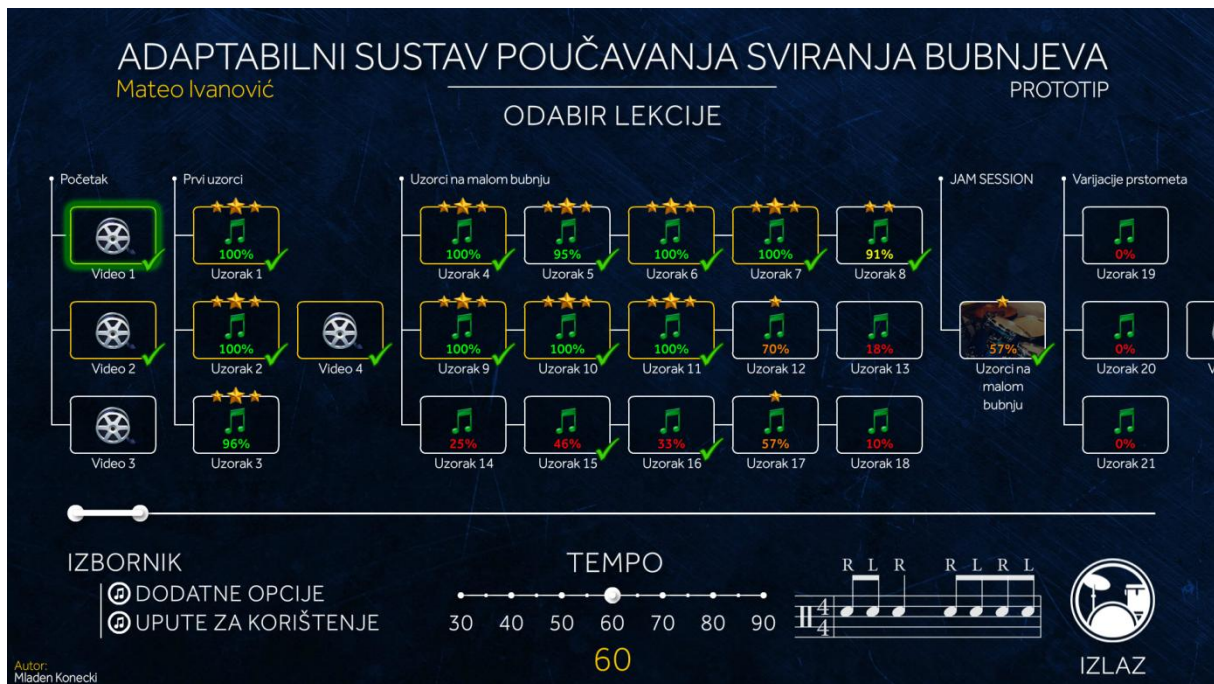 ADAPTABILNI SUSTAV POUČAVANJA SVIRANJA BUBNJEVA
Mateo Ivanović
PROTOTIP
ODABIR LEKCIJE
Početak
Prvi uzorci
Uzorci na malom bubnju
JAM SESSION
Varijacije prstometa
100%
100%
95%
100%
100%
91%
0%
Video 1
Uzorak 1
Uzorak 4
Uzorak 5
Uzorak 6
Uzorak 7
Uzorak 8
Uzorak 19
100%
100%
100%
100%
70%
18%
57%
0%
Video 2
Uzorak 2
Video 4
Uzorak 9
Uzorak 10
Uzorak 11
Uzorak 12
Uzorak 13
Uzorci na
malom
bubnju
Uzorak 20
V
96%
25%
46%
33%
57%
10%
0%
Video 3
Uzorak 3
Uzorak 14
Uzorak 15
Uzorak 16
Uzorak 17
Uzorak 18
Uzorak 21
IZBORNIK
DODATNE OPCIJE
UPUTE ZA KORIŠTENJE
TEMPO
30 40 50 60 70 80 90
60
R L R R L R L
4
4
IZLAZ
Autor:
Mladen Konecki